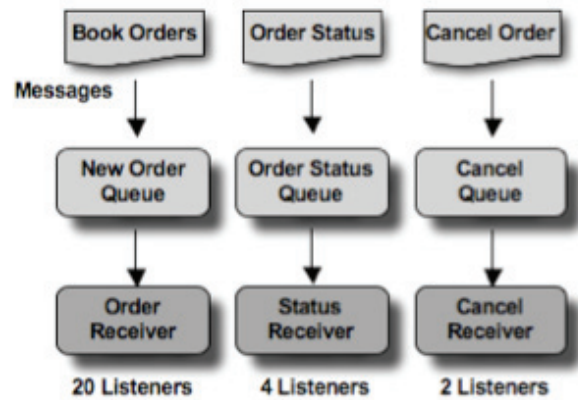 Book Orders
Order Status
Cancel Order
Messages
New Order
Queue
Order Status
Queue
Cancel
Queue
Order
Receiver
Status
Receiver
Cancel
Receiver
20 Listeners
4 Listeners
2 Listeners